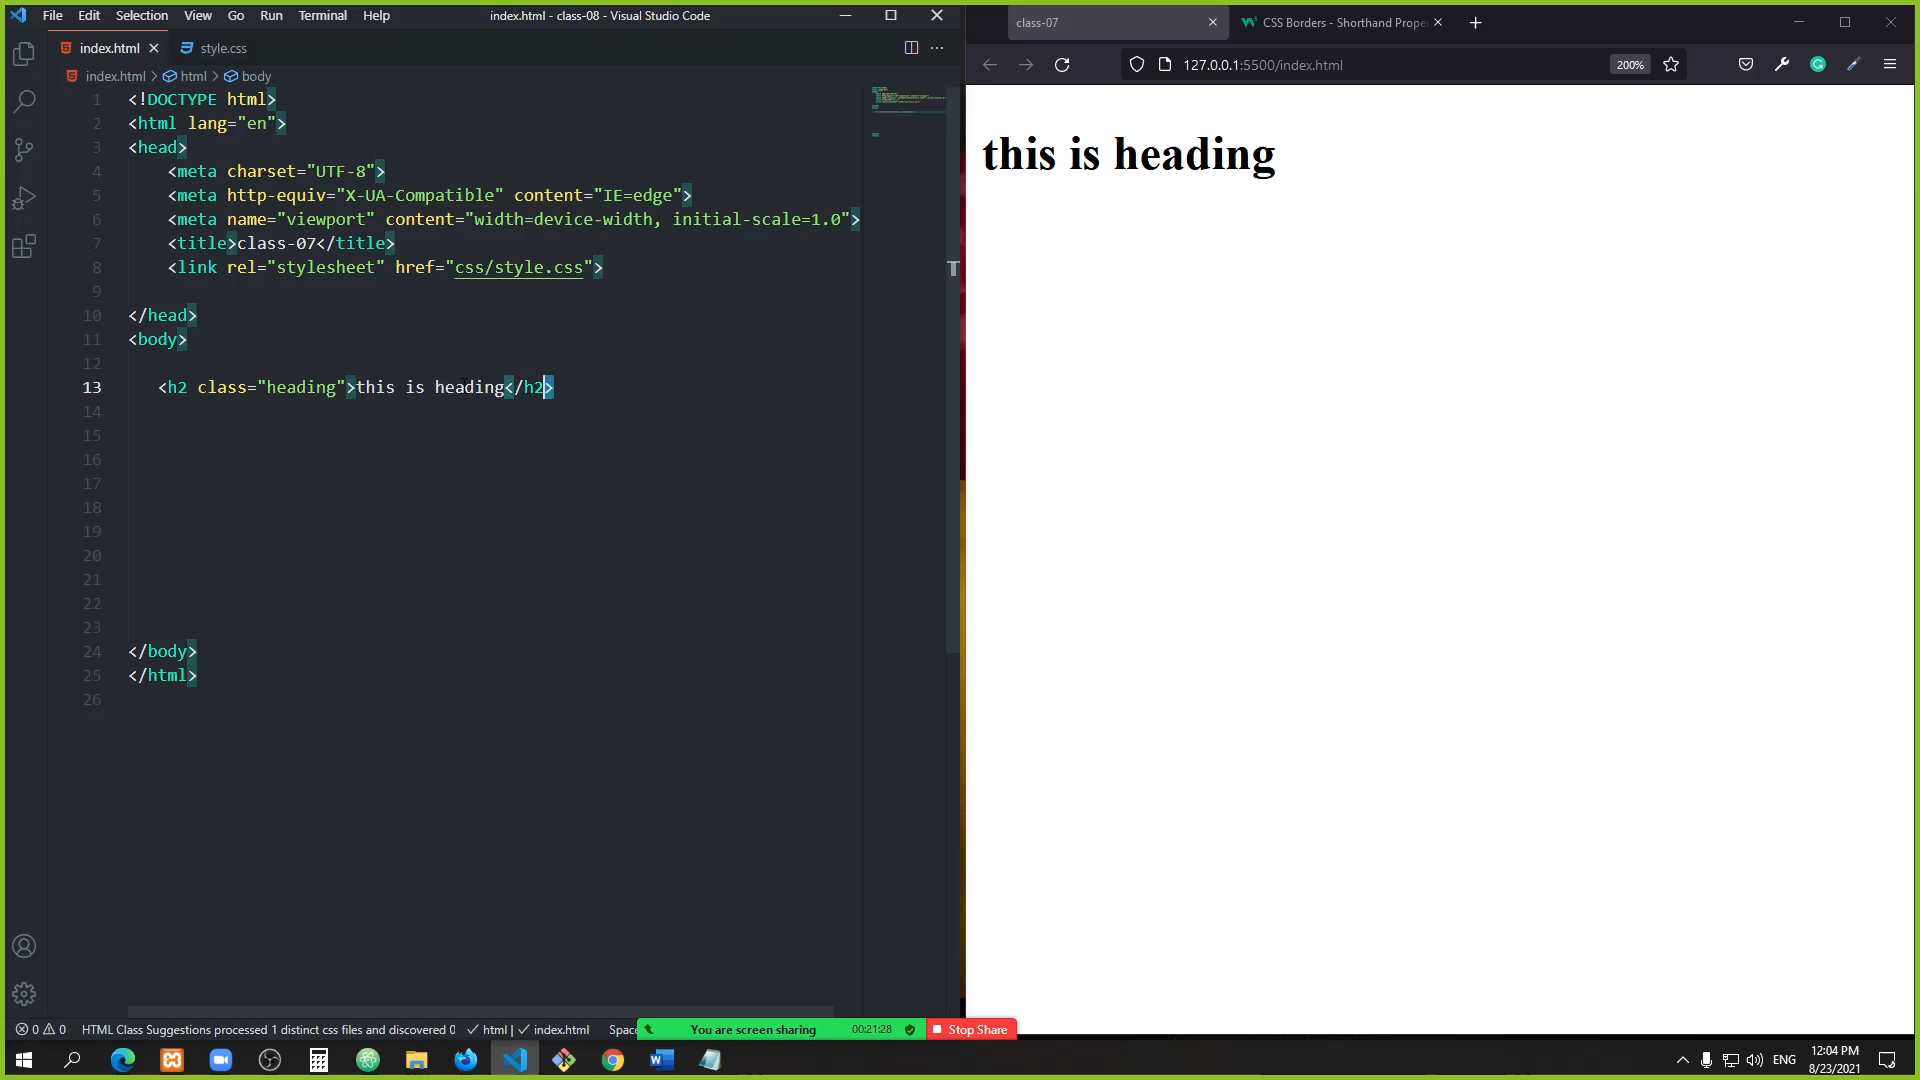 File Edit Selection View Go Run Terminal Help
index.html - class-08 - Visual Studio Code
index.html
style.css
index.html > html > body
1 <!DOCTYPE html>
2 <html lang="en">
3 <head>
4 <meta charset="UTF-8">
5 <meta http-equiv="X-UA-Compatible" content="IE=edge">
6 <meta name="viewport" content="width=device-width, initial-scale=1.0">
7 <title>class-07</title>
8 <link rel="stylesheet" href="css/style.css">
9
10 </head>
11 <body>
12
13 <h2 class="heading">this is heading</h2>
14
15
16
17
18
19
20
21
22
23
24 </body>
25 </html>
26
0 0 HTML Class Suggestions processed 1 distinct css files and discovered 0 html | index.html Space
You are screen sharing 00:21:28 Stop Share
class-07
CSS Borders - Shorthand Prope
127.0.0.1:5500/index.html
200%
this is heading
T
ENG
12:04 PM
8/23/2021